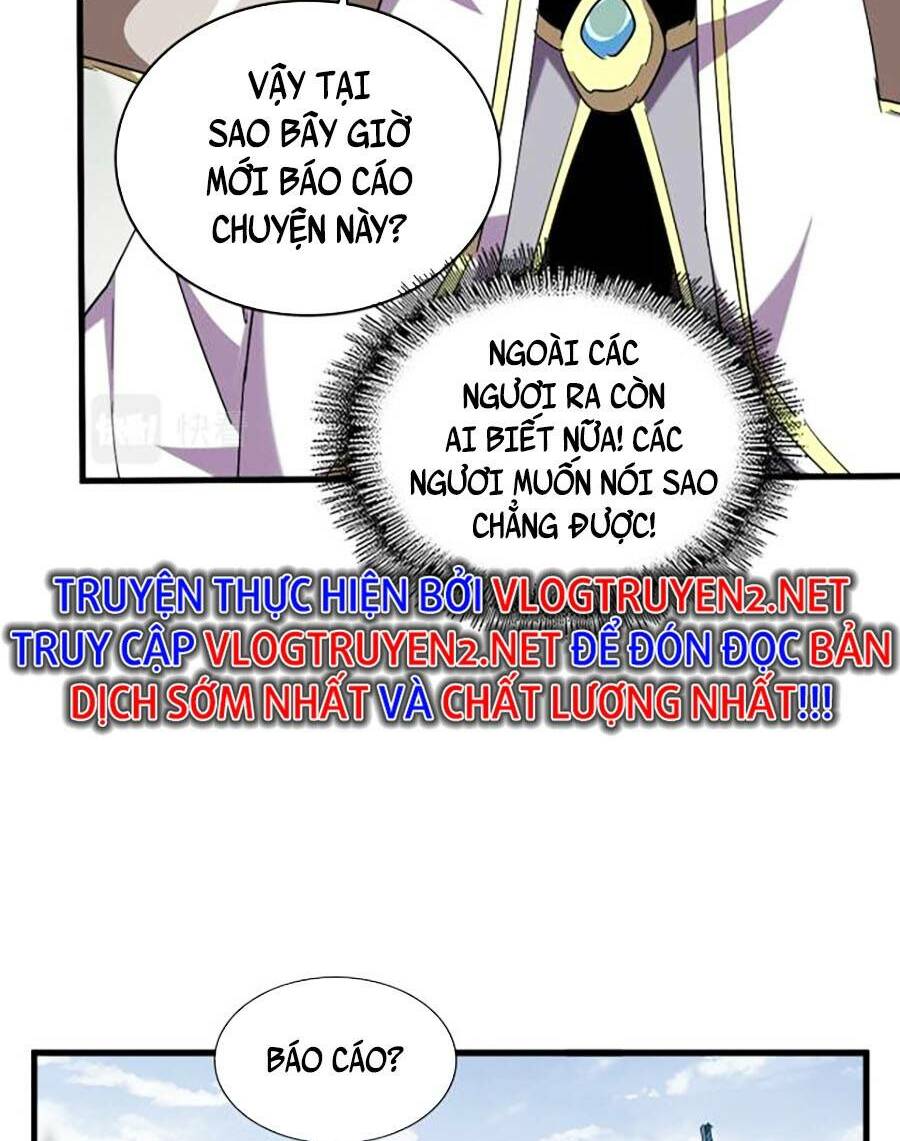 VẬY TẠI
SAO BÂY GIỜ
MỚI BÁO CÁO
CHUYỆN NÀY?
NGOÀI CÁC
NGƯƠI RA CÒN
AI BIẾT NỮA! CÁC
NGƯƠI MUỐN NÓI SAO
CHẲNG ĐƯỢC!
快看
TRUYỆN THỰC HIỆN BỞI VLOGTRUYEN2.NET
TRUY CẬP VLOGTRUYEN2.NET ĐỂ ĐÓN ĐỌC BẢN
DỊCH SỚM NHẤT VÀ CHẤT LƯỢNG NHẤT!!!
BÁO CÁO?